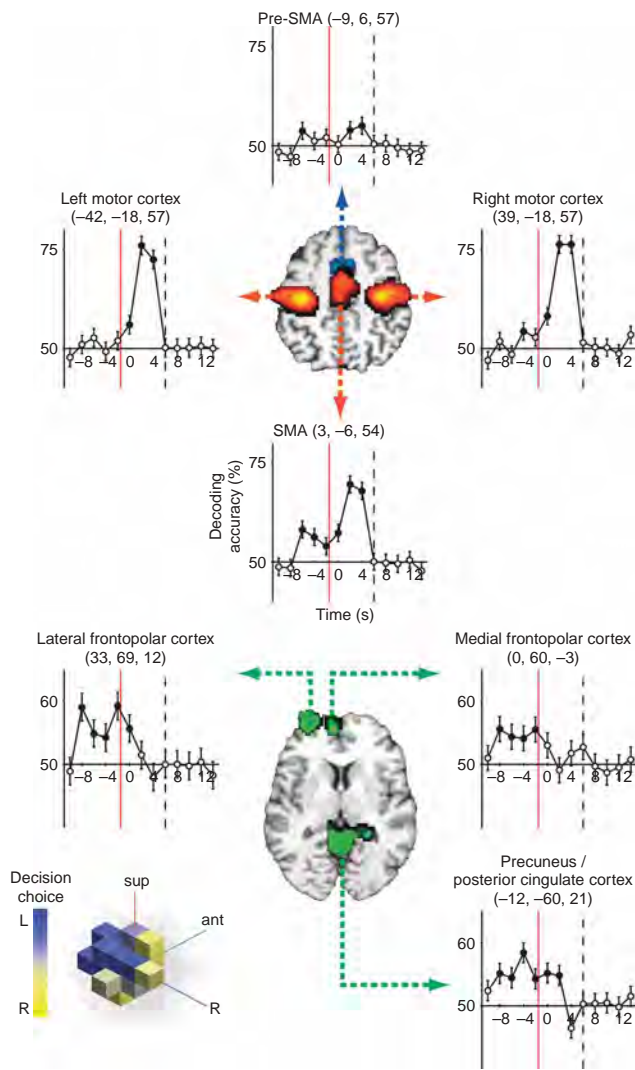 Pre-SMA (–9, 6, 57)
75
50
–8 –4 0 4 8 12
Left motor cortex
(–42, –18, 57)
75
50
–8 –4 0 4 8 12
Right motor cortex
(39, –18, 57)
75
50
–8 –4 0 4 8 12
SMA (3, –6, 54)
Decoding
accuracy (%)
75
50
–8 –4 0 4 8 12
Time (s)
Lateral frontopolar cortex
(33, 69, 12)
60
50
–8 –4 0 4 8 12
Medial frontopolar cortex
(0, 60, –3)
60
50
–8 –4 0 4 8 12
Decision
choice
L
R
sup
ant
R
Precuneus /
posterior cingulate cortex
(–12, –60, 21)
60
50
–8 –4 0 4 8 12